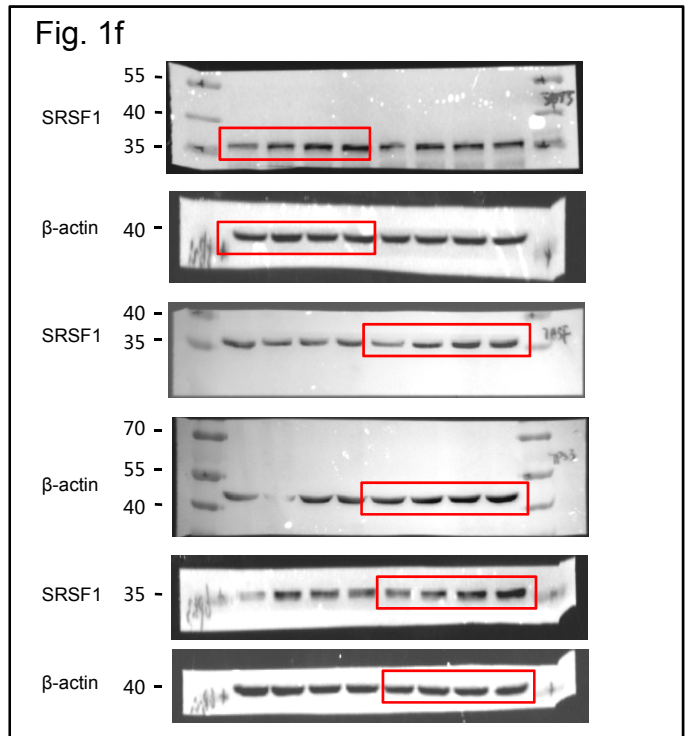 Fig. 1f
55 -
SRSF1 40 -
35 -
β-actin 40 -
40 -
SRSF1 35 -
70 -
55 -
β-actin 40 -
SRSF1 35 -
β-actin 40 -